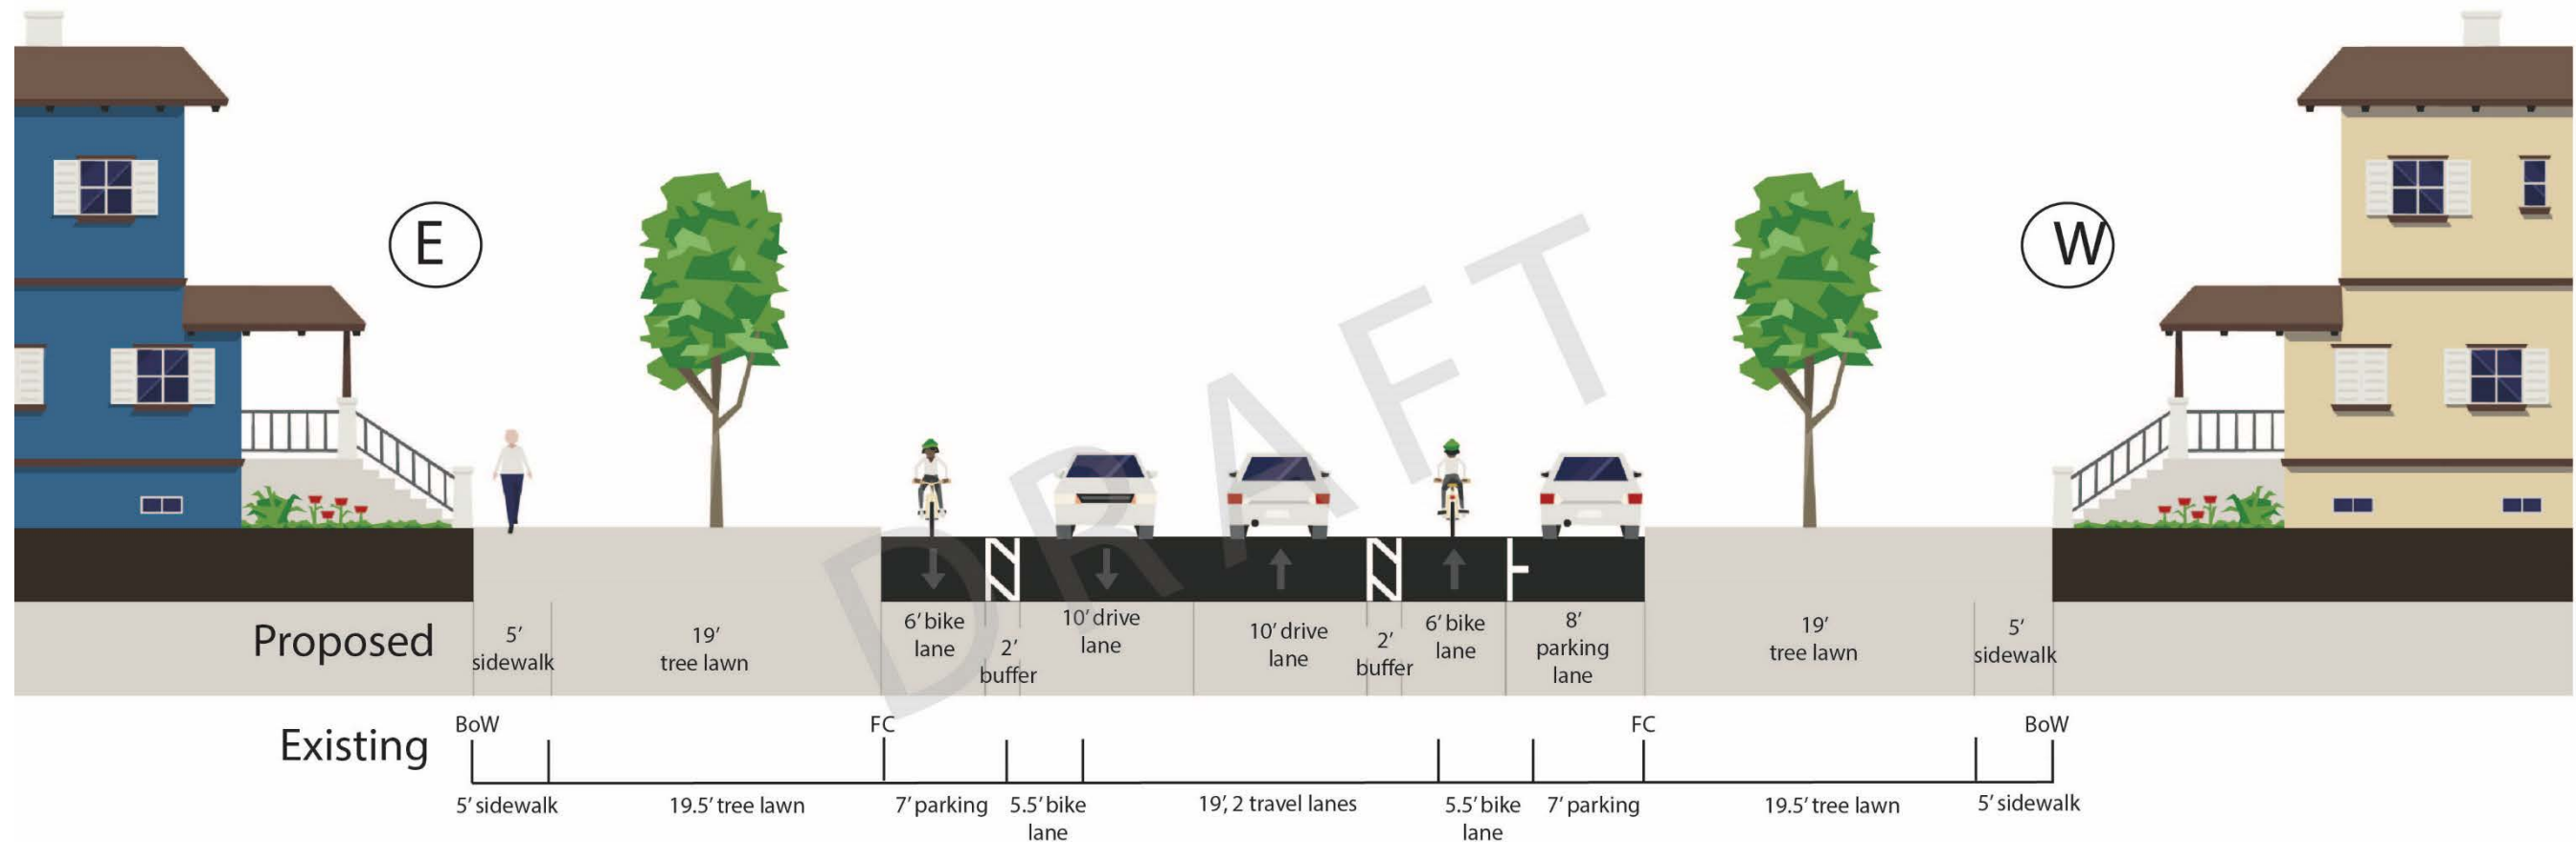 E
W
DRAFT
Proposed
5’
sidewalk
19’
tree lawn
6’ bike
lane
2’
buffer
10’ drive
lane
10’ drive
lane
2’
buffer
6’ bike
lane
8’
parking
lane
19’
tree lawn
5’
sidewalk
Existing
BoW
FC
FC
BoW
5’ sidewalk
19.5’ tree lawn
7’ parking
5.5’ bike
lane
19’, 2 travel lanes
5.5’ bike
lane
7’ parking
19.5’ tree lawn
5’ sidewalk